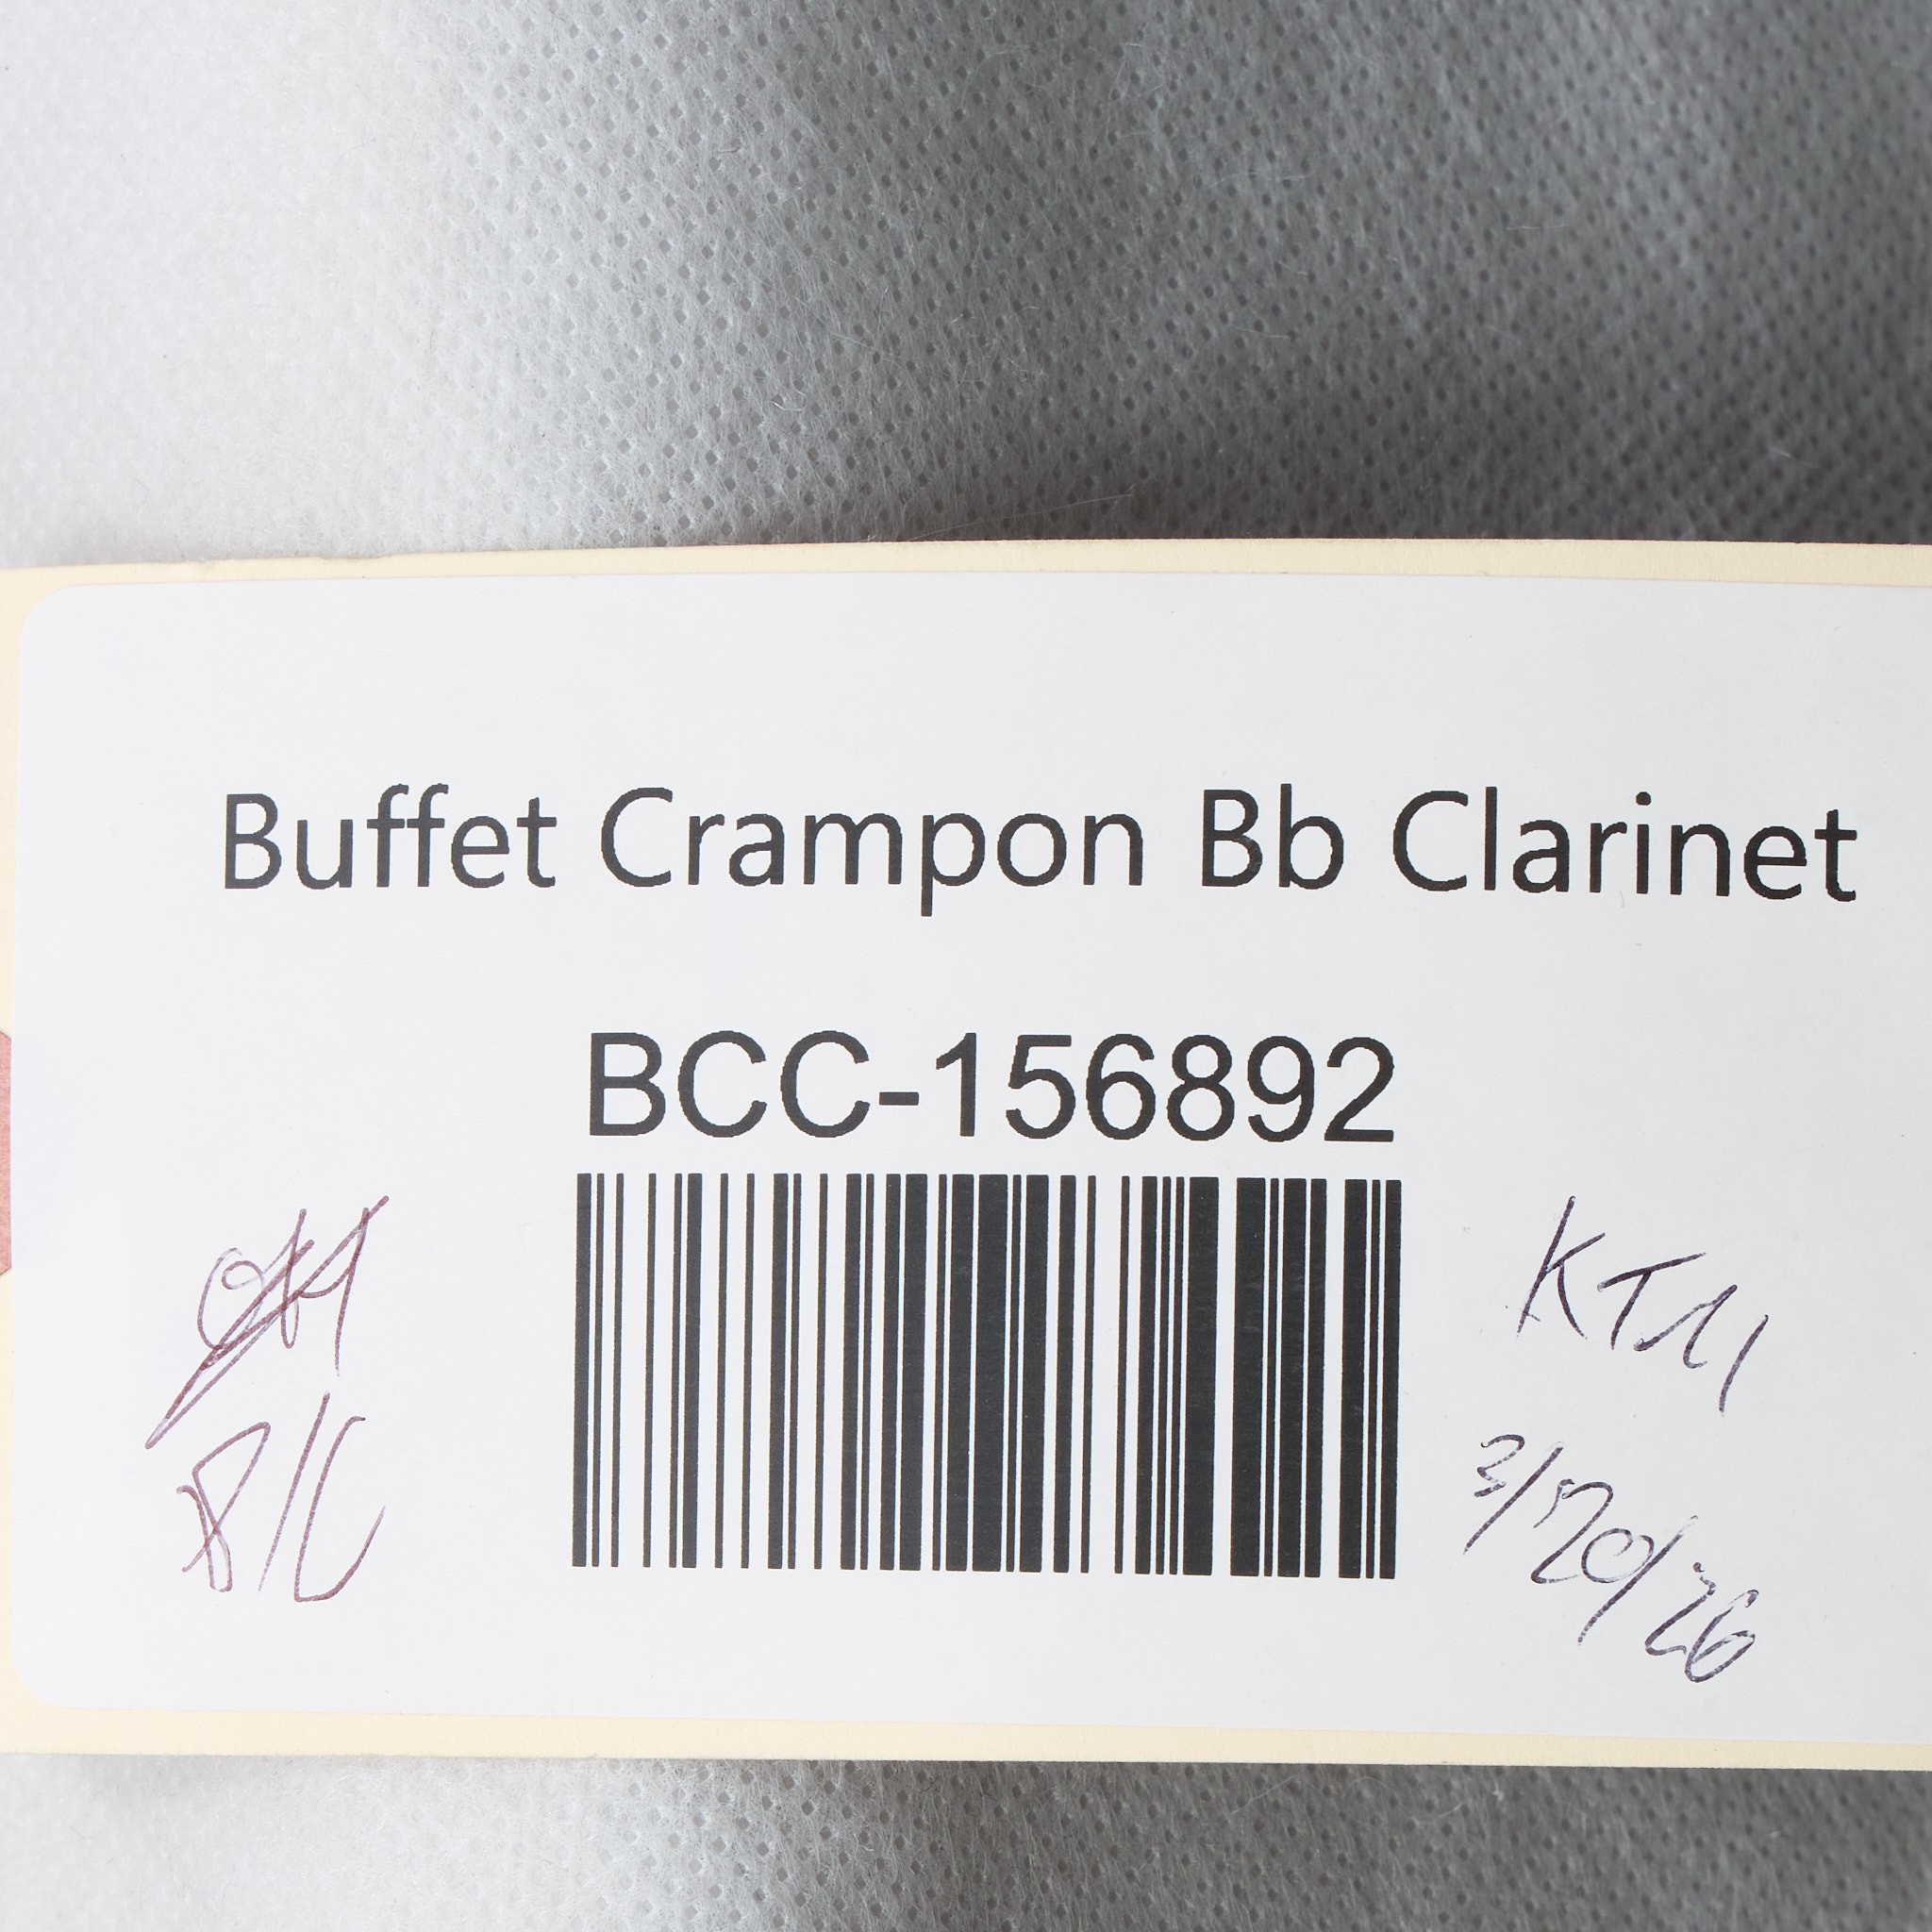 Buffet Crampon Bb Clarinet
BCC-156892
KTM
3/20/26